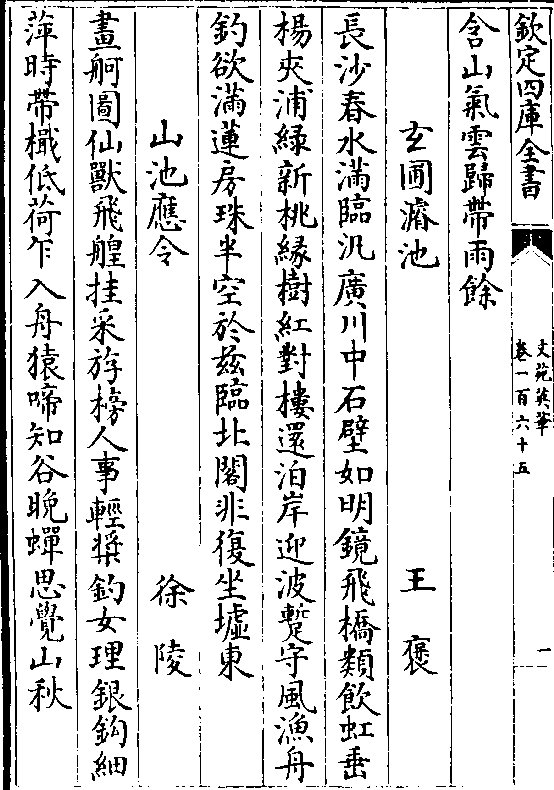 欽定四庫全書
文苑英華
卷一百六十五
一
含山氣雲歸帶雨餘
玄圃濬池 王褒
長沙春水滿臨汎廣川中石壁如明鏡飛橋類飲虹垂
楊夾浦綠新桃緣樹紅對樓還泊岸迎波蹔守風漁舟
釣欲滿蓮房珠半空於兹臨北閣非復坐墟東
山池應令 徐陵
畫舸圖仙獸飛艎挂采斿榜人事輕槳釣女理銀鈎細
萍時帶檝低荷乍入舟猿啼知谷晚蟬思覺山秋